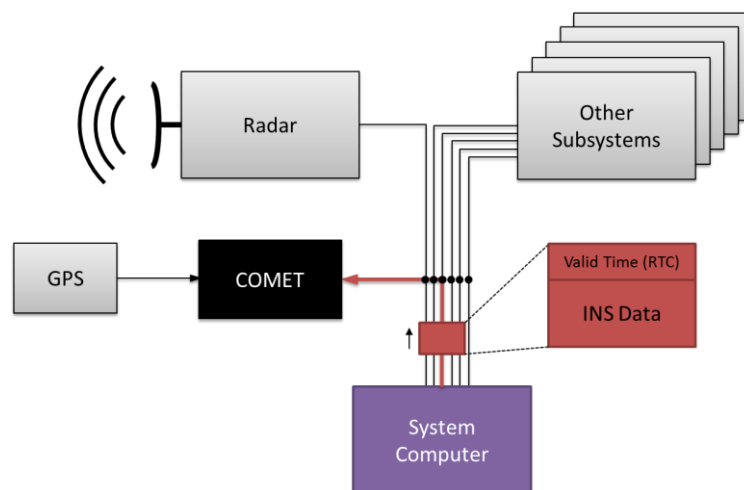 Radar
Other
Subsystems
GPS
COMET
Valid Time (RTC)
INS Data
System
Computer